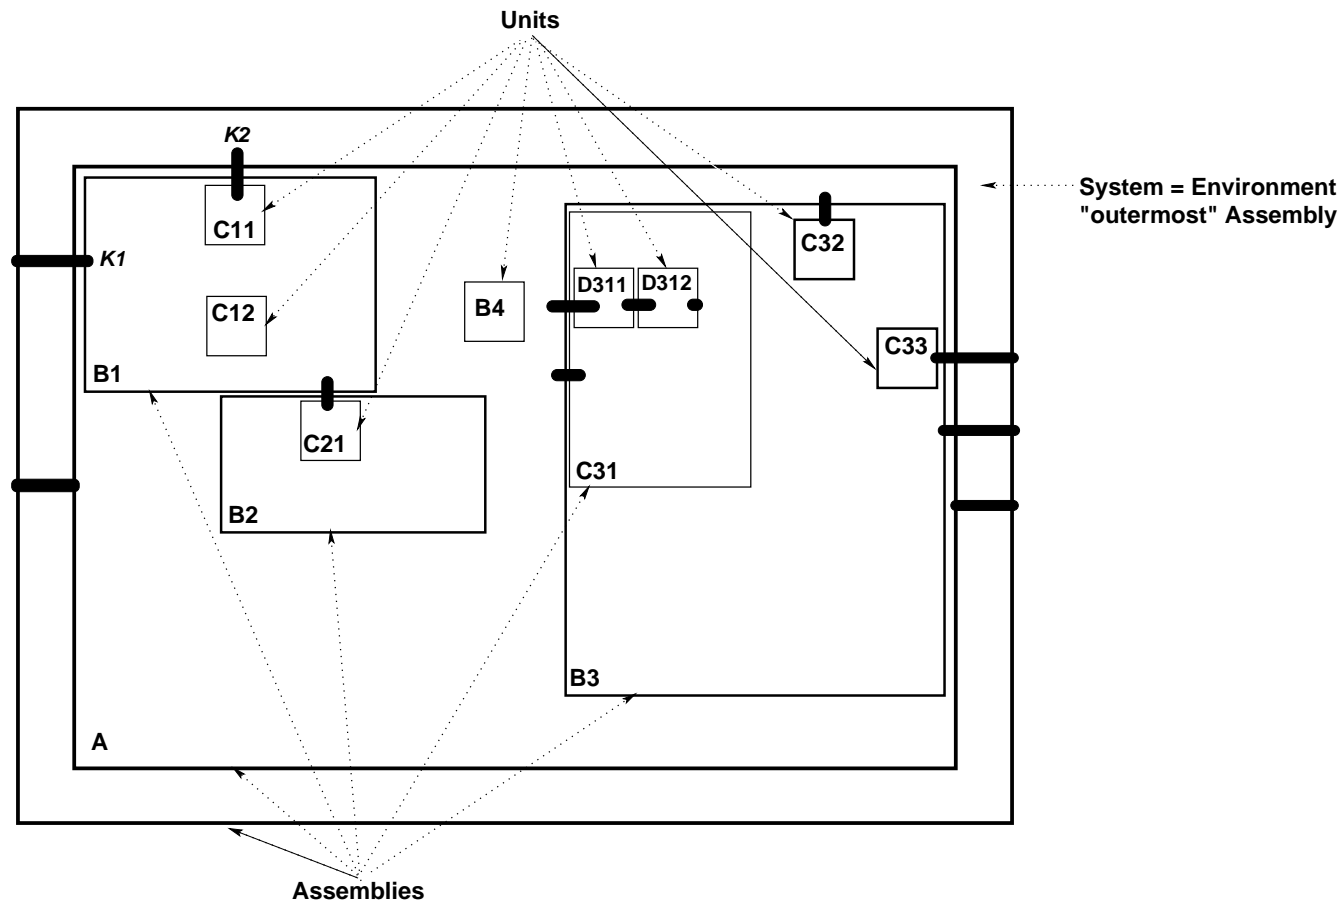 Units
K2
System = Environment
"outermost" Assembly
C11
C32
K1
D311
D312
C12
B4
C33
B1
C21
C31
B2
B3
A
Assemblies